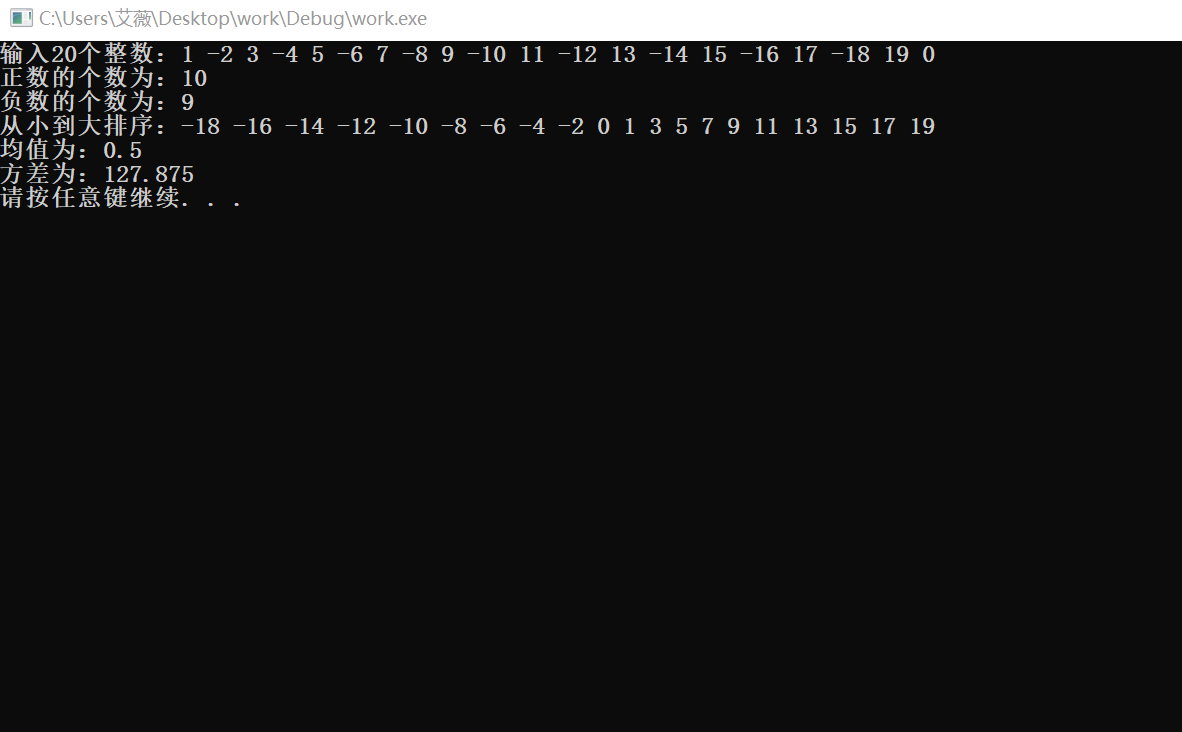 C:\Users\艾薇\Desktop\work\Debug\work.exe
输入20个整数：1 -2 3 -4 5 -6 7 -8 9 -10 11 -12 13 -14 15 -16 17 -18 19 0
正数的个数为：10
负数的个数为：9
从小到大排序：-18 -16 -14 -12 -10 -8 -6 -4 -2 0 1 3 5 7 9 11 13 15 17 19
均值为：0.5
方差为：127.875
请按任意键继续. . .